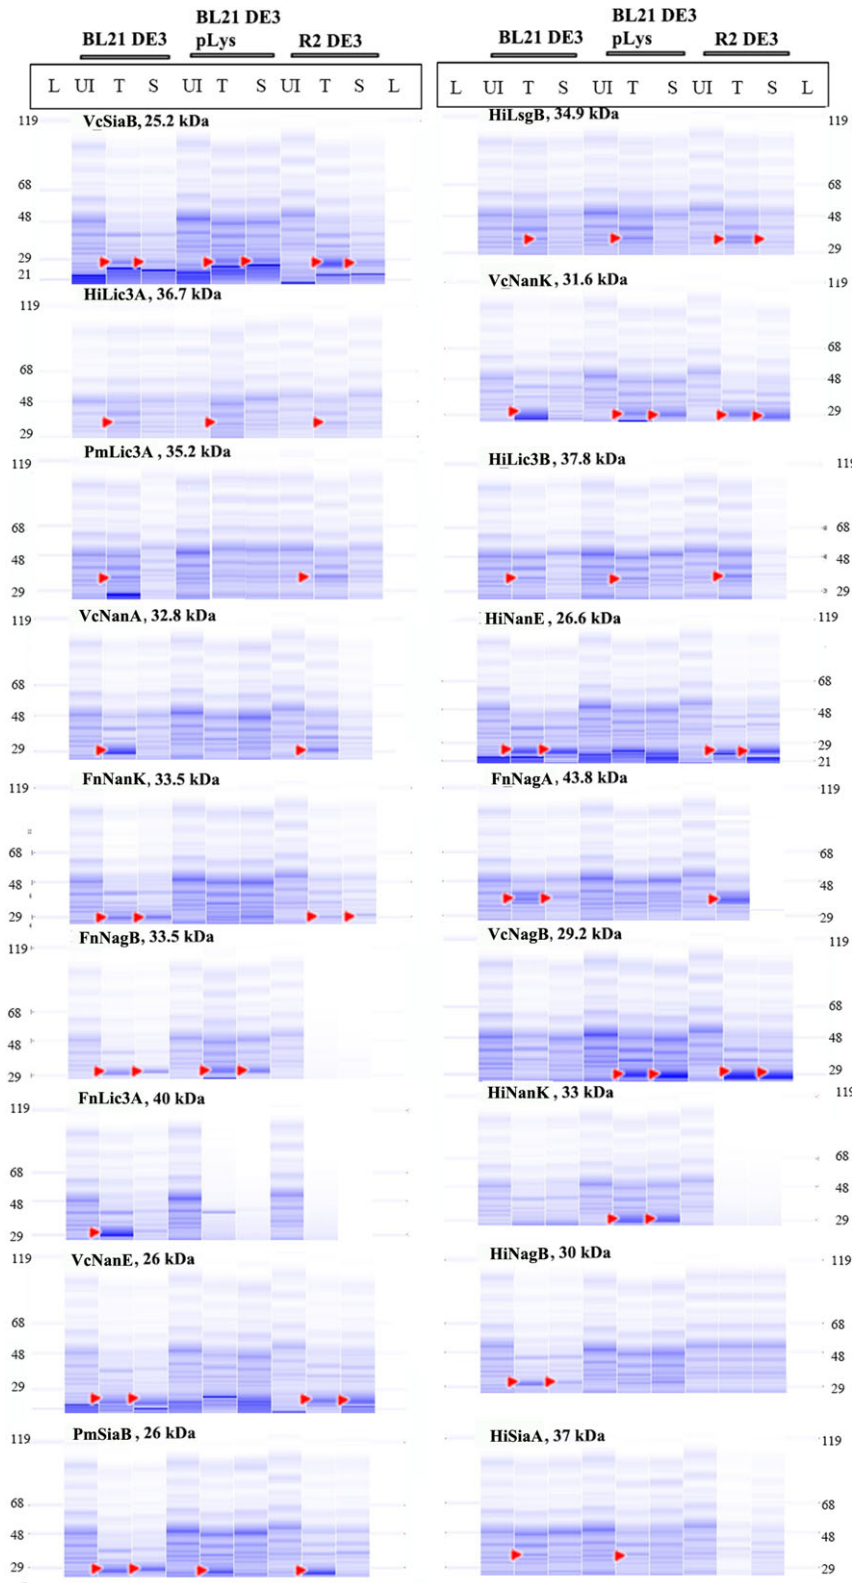 BL21 DE3
BL21 DE3 pLys
R2 DE3
L UI T S UI T S UI T S L
119
VcSiaB, 25.2 kDa
68
48
29
21
HiLic3A, 36.7 kDa
119
68
48
29
PmLic3A , 35.2 kDa
119
68
48
29
VcNanA, 32.8 kDa
119
68
48
29
FnNanK, 33.5 kDa
119
68
48
29
FnNagB, 33.5 kDa
119
68
48
29
FnLic3A, 40 kDa
119
68
48
29
VcNanE, 26 kDa
119
68
48
29
PmSiaB , 26 kDa
119
68
48
29
BL21 DE3
BL21 DE3
pLys
R2 DE3
L UI T S UI T S UI T S L
HiLsgB, 34.9 kDa
119
68
48
29
VcNanK, 31.6 kDa
119
68
48
29
HiLic3B, 37.8 kDa
119
68
48
29
HiNanE , 26.6 kDa
119
68
48
29
21
FnNagA, 43.8 kDa
119
68
48
29
VcNagB, 29.2 kDa
119
68
48
29
HiNanK, 33 kDa
119
68
48
29
HiNagB, 30 kDa
119
68
48
29
HiSiaA, 37 kDa
119
68
48
29